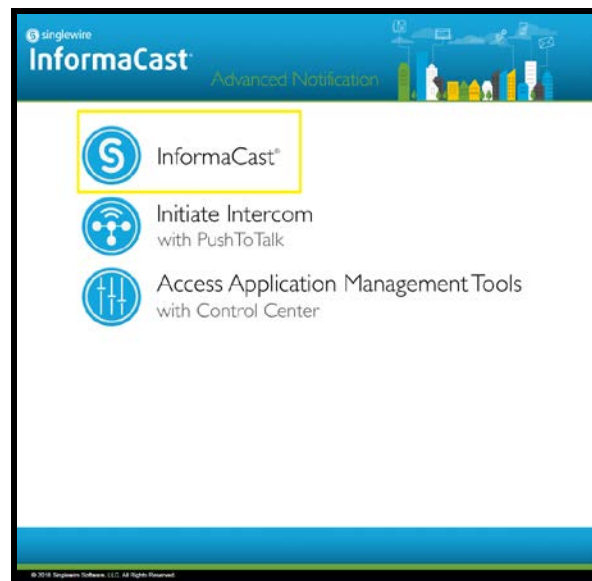 singlewire
InformaCast®
Advanced Notification
InformaCast®
Initiate Intercom
with PushToTalk
Access Application Management Tools
with Control Center
© 2016 Singlewire Software, LLC. All Rights Reserved.